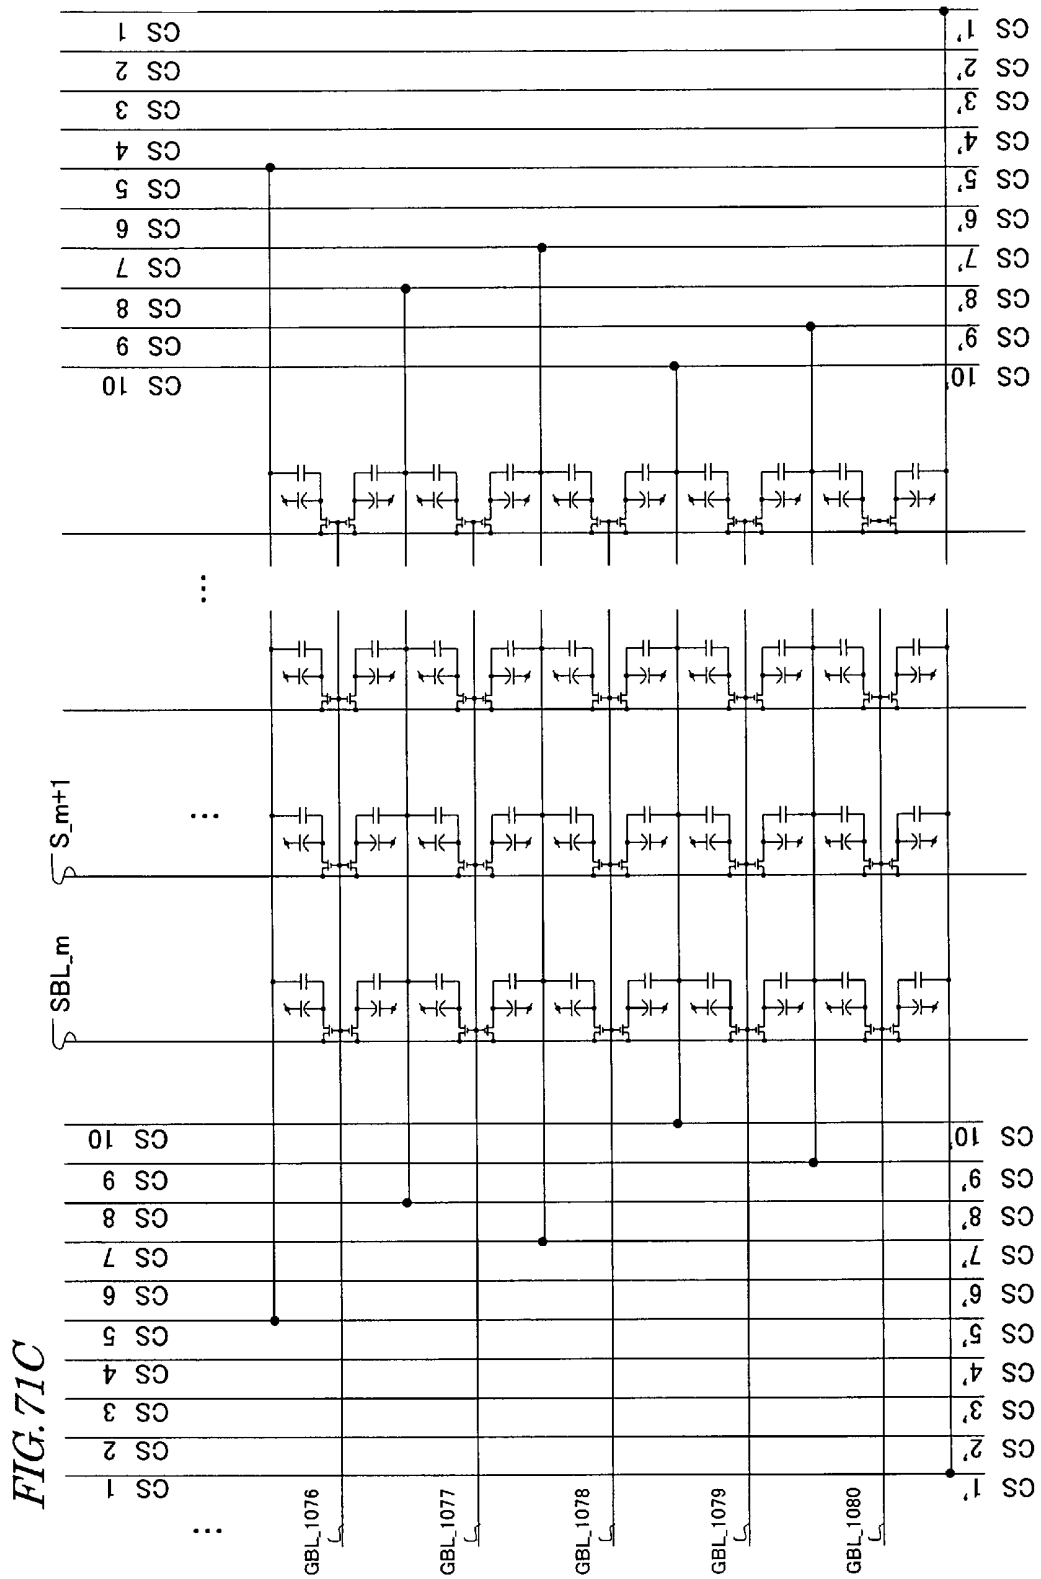 FIG. 71C
CS 1
CS 2
CS 3
CS 4
CS 5
CS 6
CS 7
CS 8
CS 9
CS 10
CS 1'
CS 2'
CS 3'
CS 4'
CS 5'
CS 6'
CS 7'
CS 8'
CS 9'
CS 10'
SBL_m
S_m+1
...
...
CS 10
CS 9
CS 8
CS 7
CS 6
CS 5
CS 4
CS 3
CS 2
CS 1
CS 10'
CS 9'
CS 8'
CS 7'
CS 6'
CS 5'
CS 4'
CS 3'
CS 2'
CS 1'
...
GBL_1076
GBL_1077
GBL_1078
GBL_1079
GBL_1080